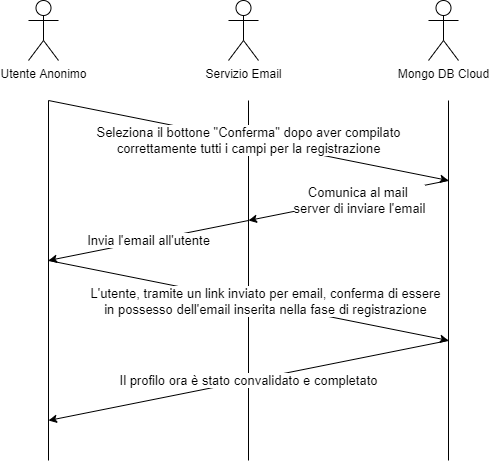 Utente Anonimo
Servizio Email
Mongo DB Cloud
Seleziona il bottone "Conferma" dopo aver compilato
correttamente tutti i campi per la registrazione
Comunica al mail
server di inviare l'email
Invia l'email all'utente
L'utente, tramite un link inviato per email, conferma di essere
in possesso dell'email inserita nella fase di registrazione
Il profilo ora è stato convalidato e completato